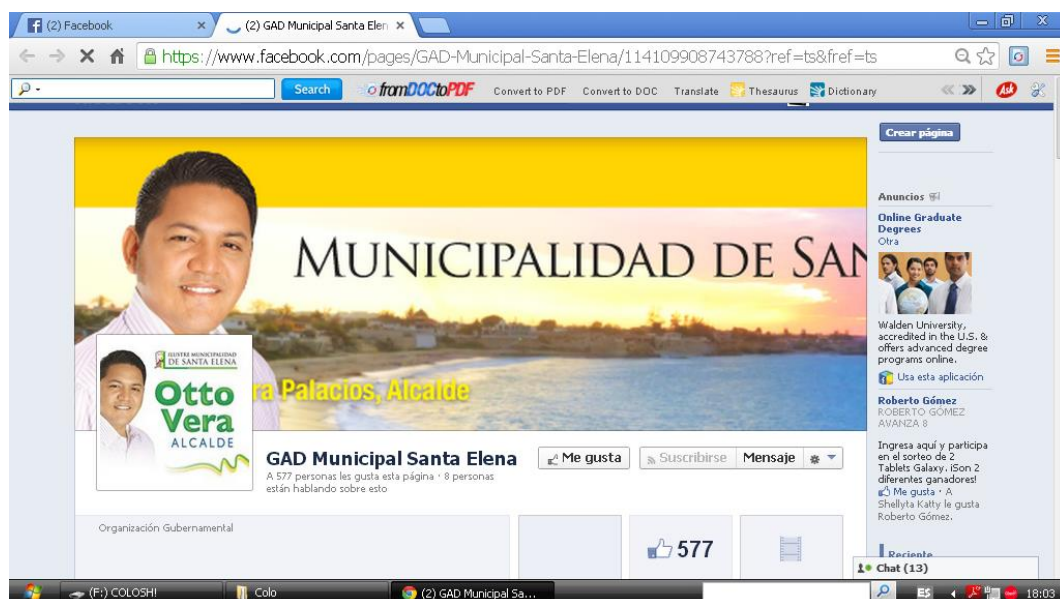 (2) Facebook
(2) GAD Municipal Santa Elen
https://www.facebook.com/pages/GAD-Municipal-Santa-Elena/114109908743788?ref=ts&fref=ts
Search
fromDOCtoPDF
Convert to PDF
Convert to DOC
Translate
Thesaurus
Dictionary
Ask
Crear página
MUNICIPALIDAD DE SAN
ra Palacios, Alcalde
ILUSTRE MUNICIPALIDAD
DE SANTA ELENA
Otto
Vera
ALCALDE
GAD Municipal Santa Elena
A 577 personas les gusta esta página · 8 personas
están hablando sobre esto
Me gusta
Suscribirse
Mensaje
Organización Gubernamental
577
Anuncios
Online Graduate
Degrees
Otra
Walden University,
accredited in the U.S. &
offers advanced degree
programs online.
Usa esta aplicación
Roberto Gómez
ROBERTO GÓMEZ
AVANZA 8
Ingresa aquí y participa
en el sorteo de 2
Tablets Galaxy. ¡Son 2
diferentes ganadores!
Me gusta · A
Shellyta Katty le gusta
Roberto Gómez.
Reciente
Chat (13)
(F:) COLOSH!
Colo
(2) GAD Municipal Sa...
ES
18:03